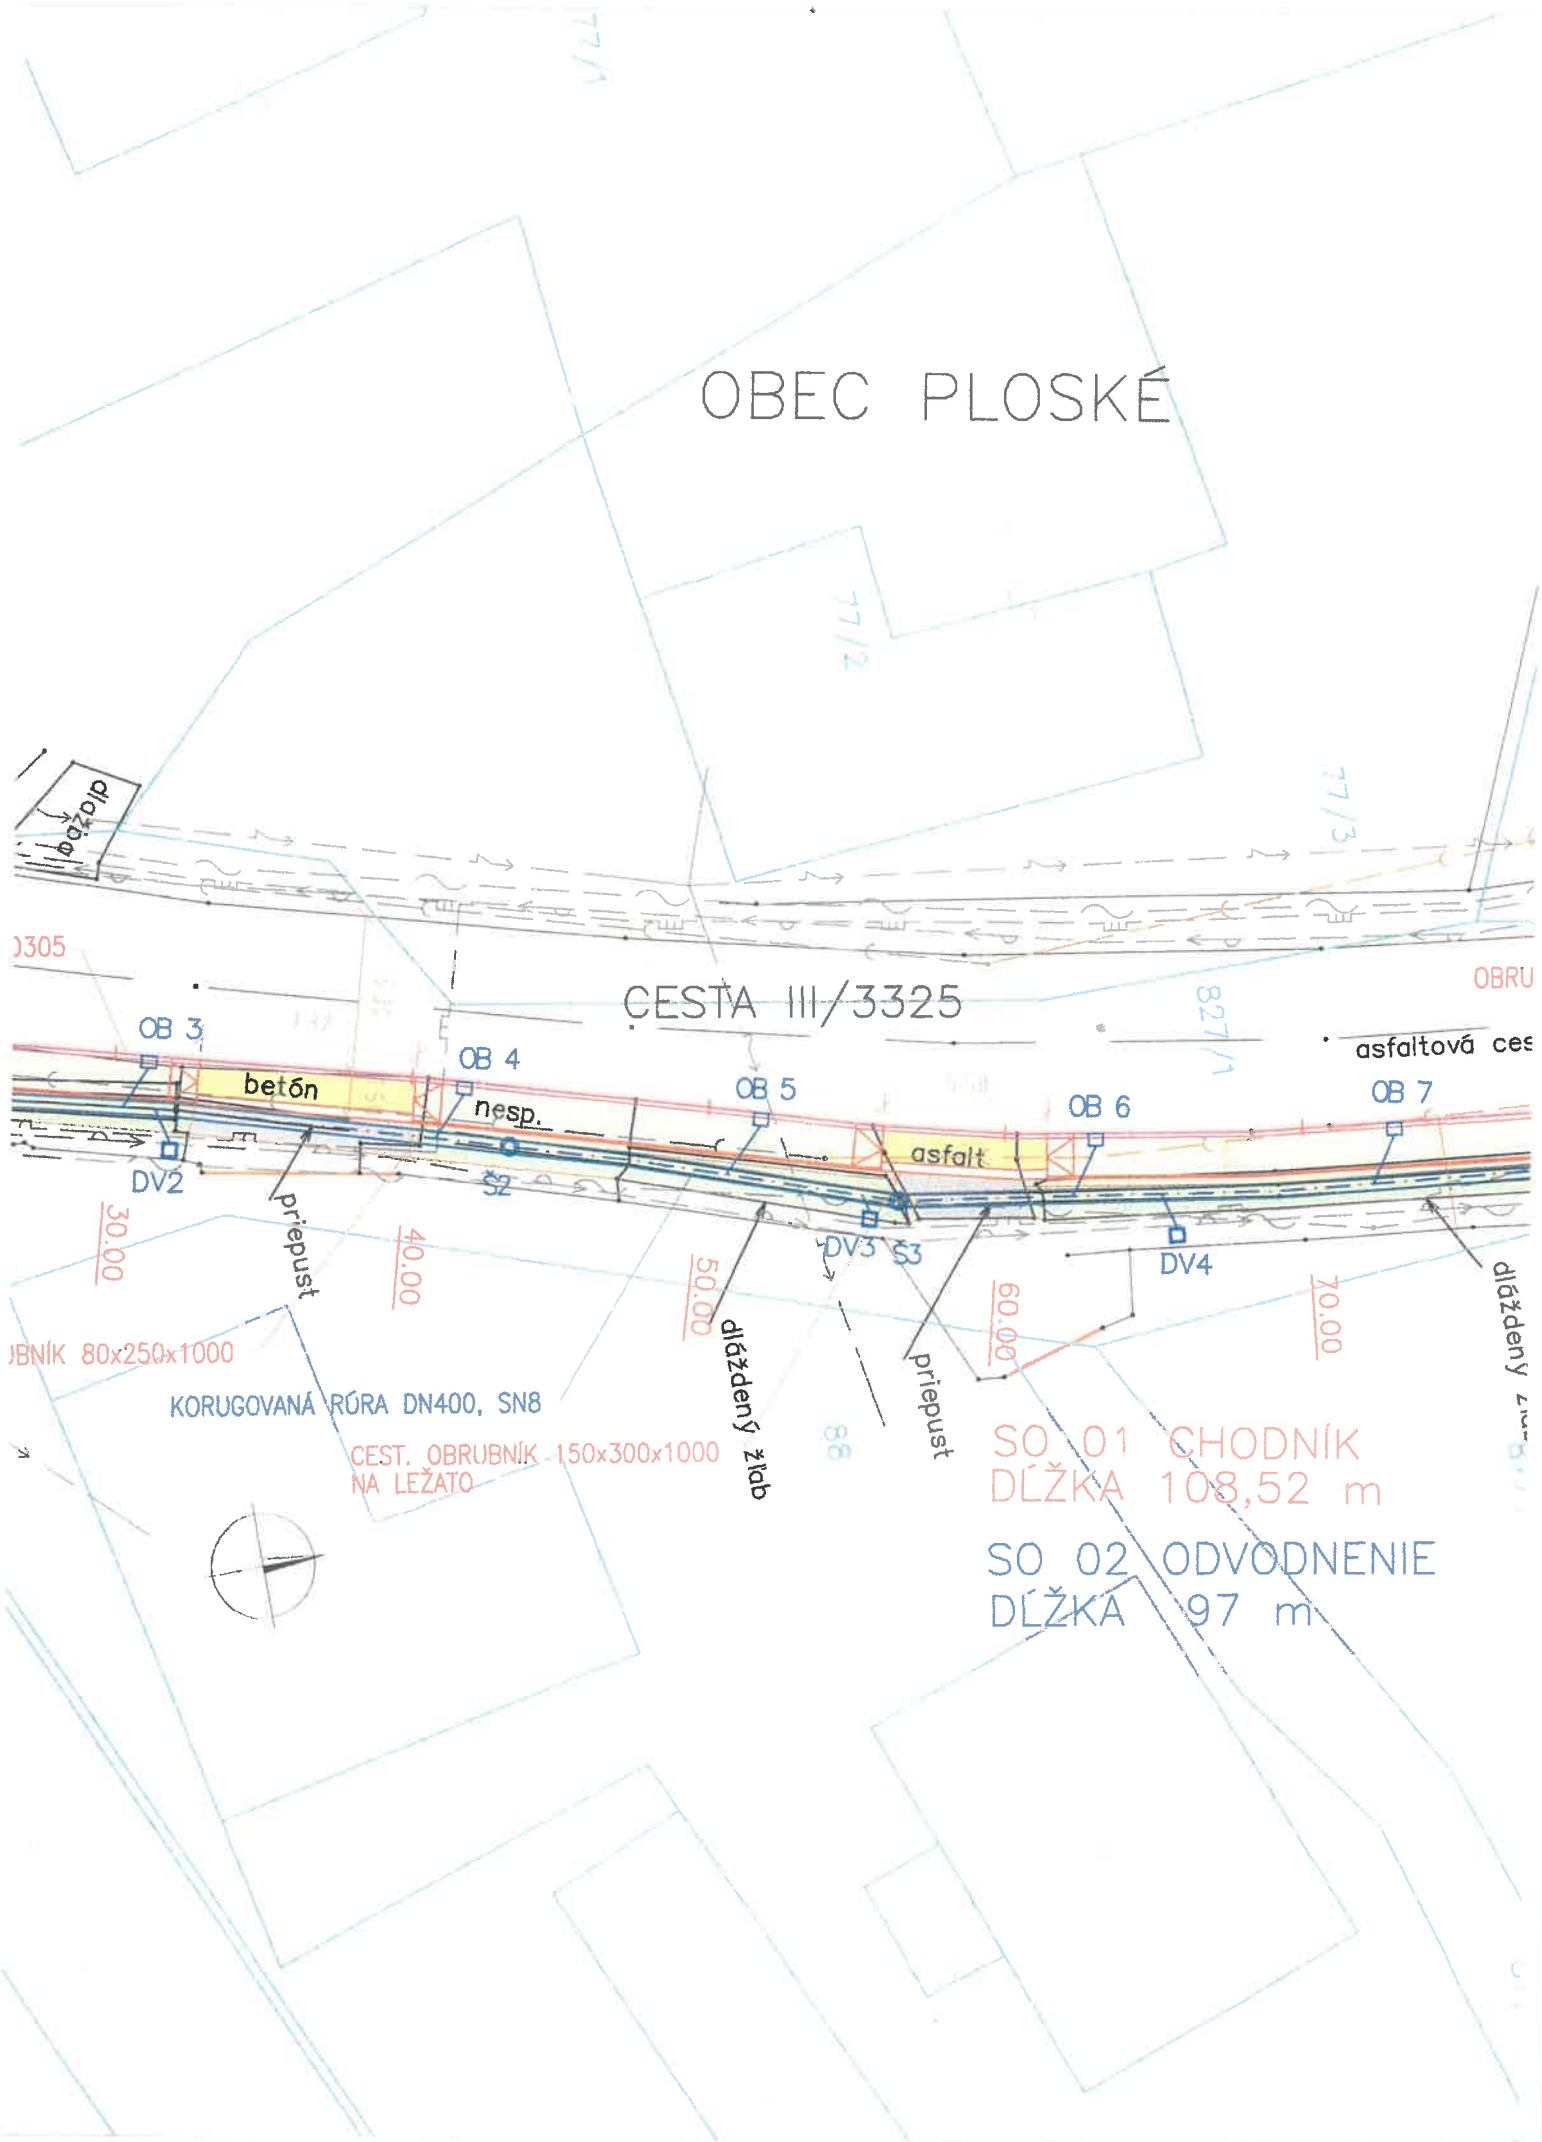 77/1
OBEC PLOSKÉ
77/2
77/3
dlažba
0305
CESTA III/3325
827/1
OBRU
asfaltová ces
OB 3
betón
OB 4
nesp.
OB 5
asfalt
OB 6
OB 7
DV2
Š2
DV3
Š3
DV4
30.00
priepust
40.00
50.00
dláždený žľab
60.00
priepust
70.00
dláždený
UBNÍK 80x250x1000
KORUGOVANÁ RÚRA DN400, SN8
CEST. OBRUBNÍK 150x300x1000
NA LEŽATO
88
SO 01 CHODNÍK
DĹŽKA 108,52 m
SO 02 ODVODNENIE
DĹŽKA 97 m